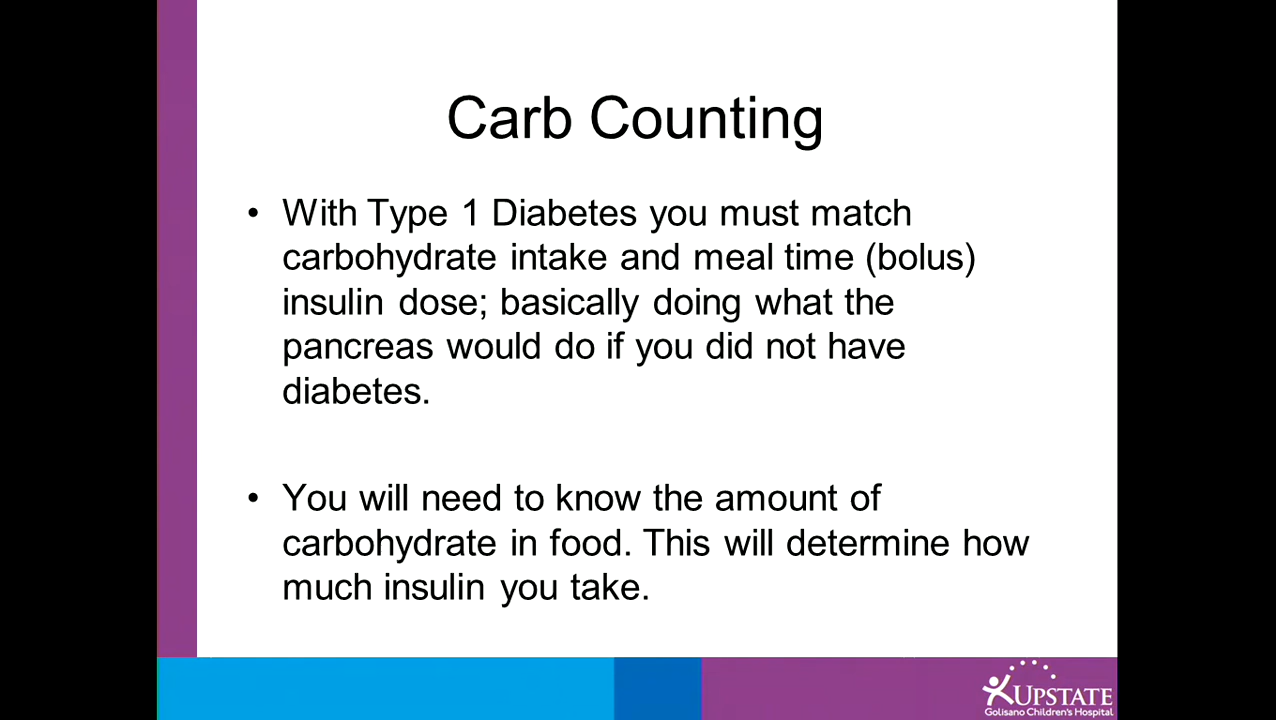 Carb Counting
• With Type 1 Diabetes you must match
carbohydrate intake and meal time (bolus)
insulin dose; basically doing what the
pancreas would do if you did not have
diabetes.
• You will need to know the amount of
carbohydrate in food. This will determine how
much insulin you take.
UPSTATE
Golisano Children's Hospital